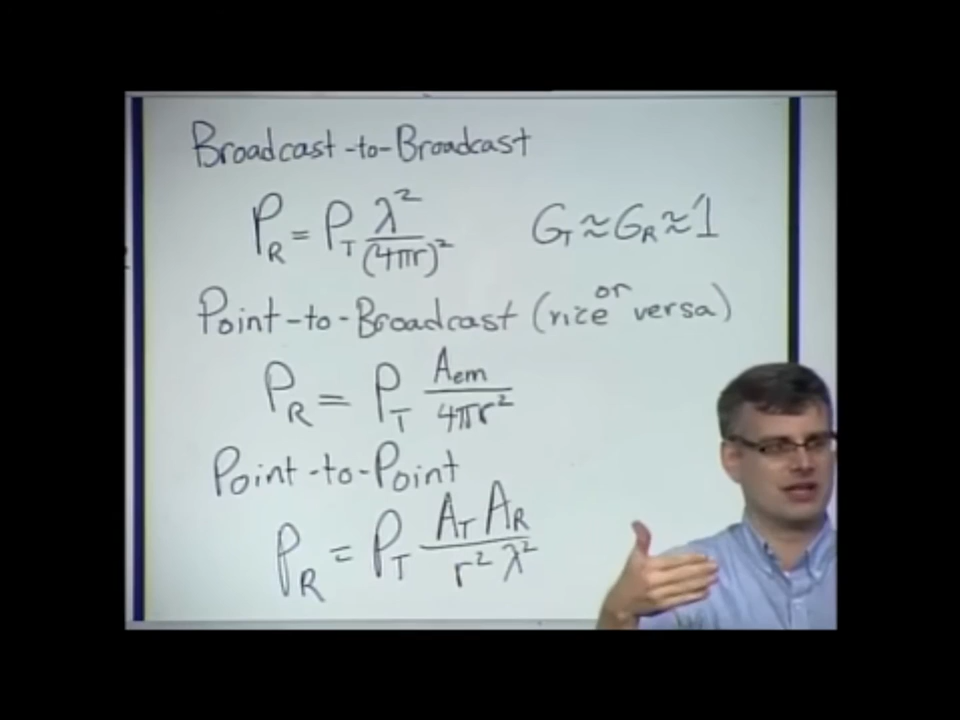 Broadcast-to-Broadcast
P_R = P_T λ²/(4πr)² G_T ≈ G_R ≈ 1
Point-to-Broadcast (vice or versa)
P_R = P_T A_em/4πr²
Point-to-Point
P_R = P_T A_T A_R/r²λ²